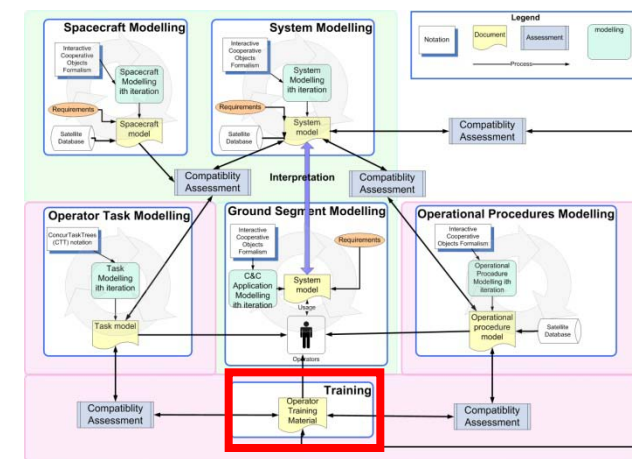 Spacecraft Modelling
Interactive
Cooperative
Objects
Formalism
Spacecraft
Modelling
ith iteration
Requirements
Satellite
Database
Spacecraft
model
System Modelling
Interactive
Cooperative
Objects
Formalism
System
Modelling
ith iteration
Requirements
Satellite
Database
System
model
Legend
Notation
Document
Assessment
modelling
Process
Compatiblity
Assessment
Compatiblity
Assessment
Interpretation
Compatiblity
Assessment
Operator Task Modelling
ConcurTaskTrees
(CTT) notation
Task
Modelling
ith iteration
Task model
Ground Segment Modelling
Interactive
Cooperative
Objects
Formalism
Requirements
C&C
Application
Modelling
ith iteration
System
model
Usage
Operators
Operational Procedures Modelling
Interactive
Cooperative
Objects Formalism
Operational
Procedure
Modelling ith
iteration
Operational
procedure
model
Satellite
Database
Training
Compatiblity
Assessment
Operator
Training
Material
Compatiblity
Assessment